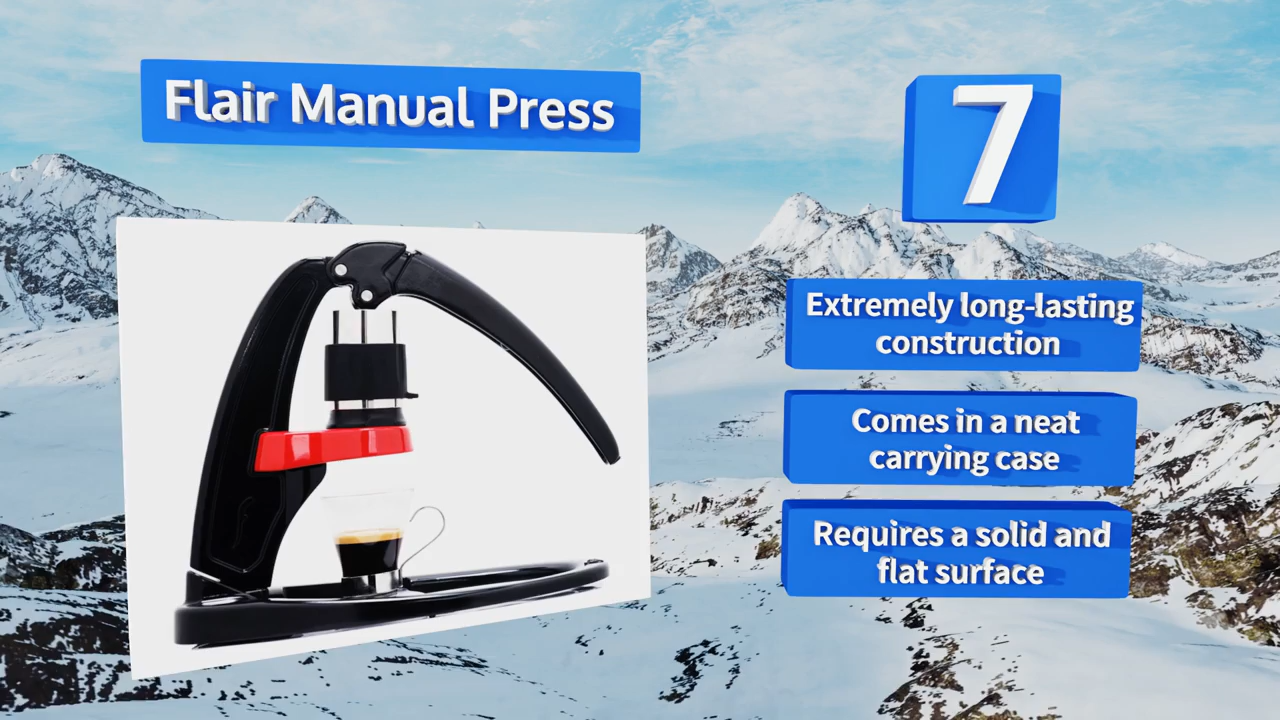 Flair Manual Press
7
Extremely long-lasting
construction
Comes in a neat
carrying case
Requires a solid and
flat surface